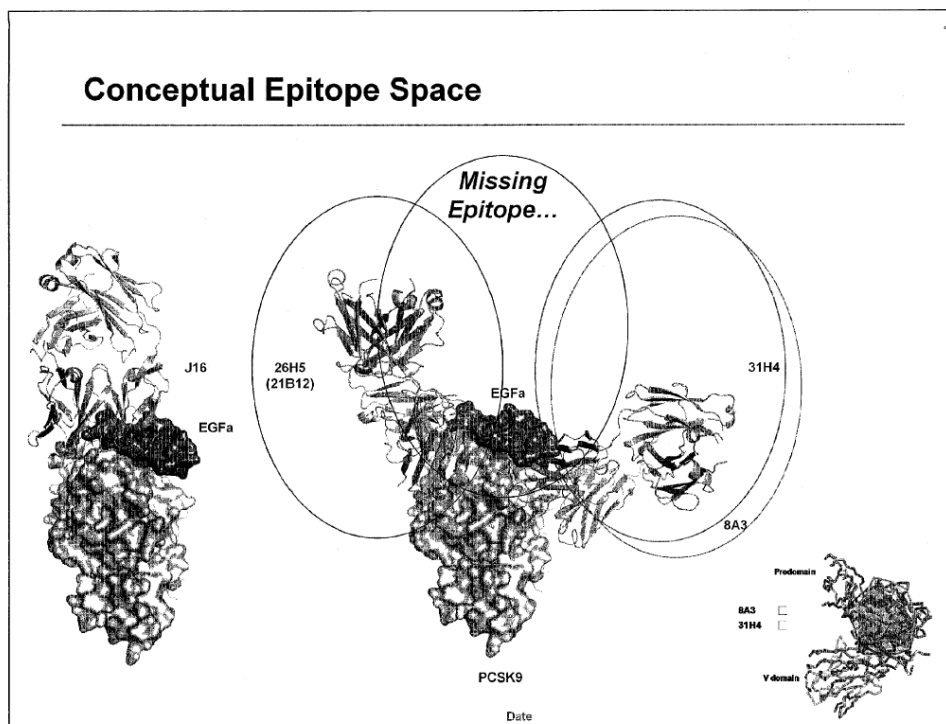 Conceptual Epitope Space
Missing
Epitope...
26H5
(21B12)
J16
31H4
EGFa
EGFa
8A3
Prodomain
8A3
31H4
V domain
PCSK9
Date